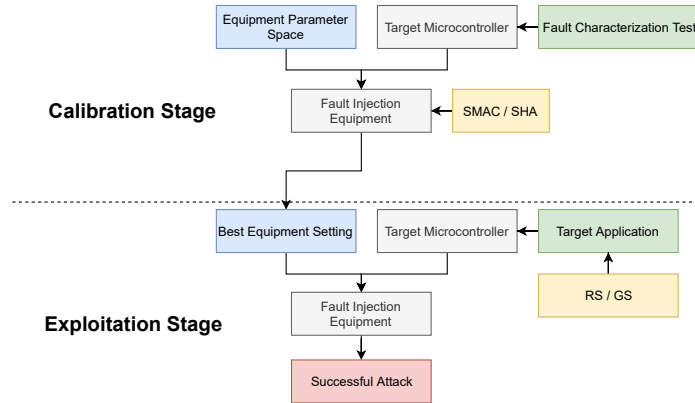 Equipment Parameter
Space
Target Microcontroller
Fault Characterization Test
Calibration Stage
Fault Injection
Equipment
SMAC / SHA
Best Equipment Setting
Target Microcontroller
Target Application
RS / GS
Exploitation Stage
Fault Injection
Equipment
Successful Attack